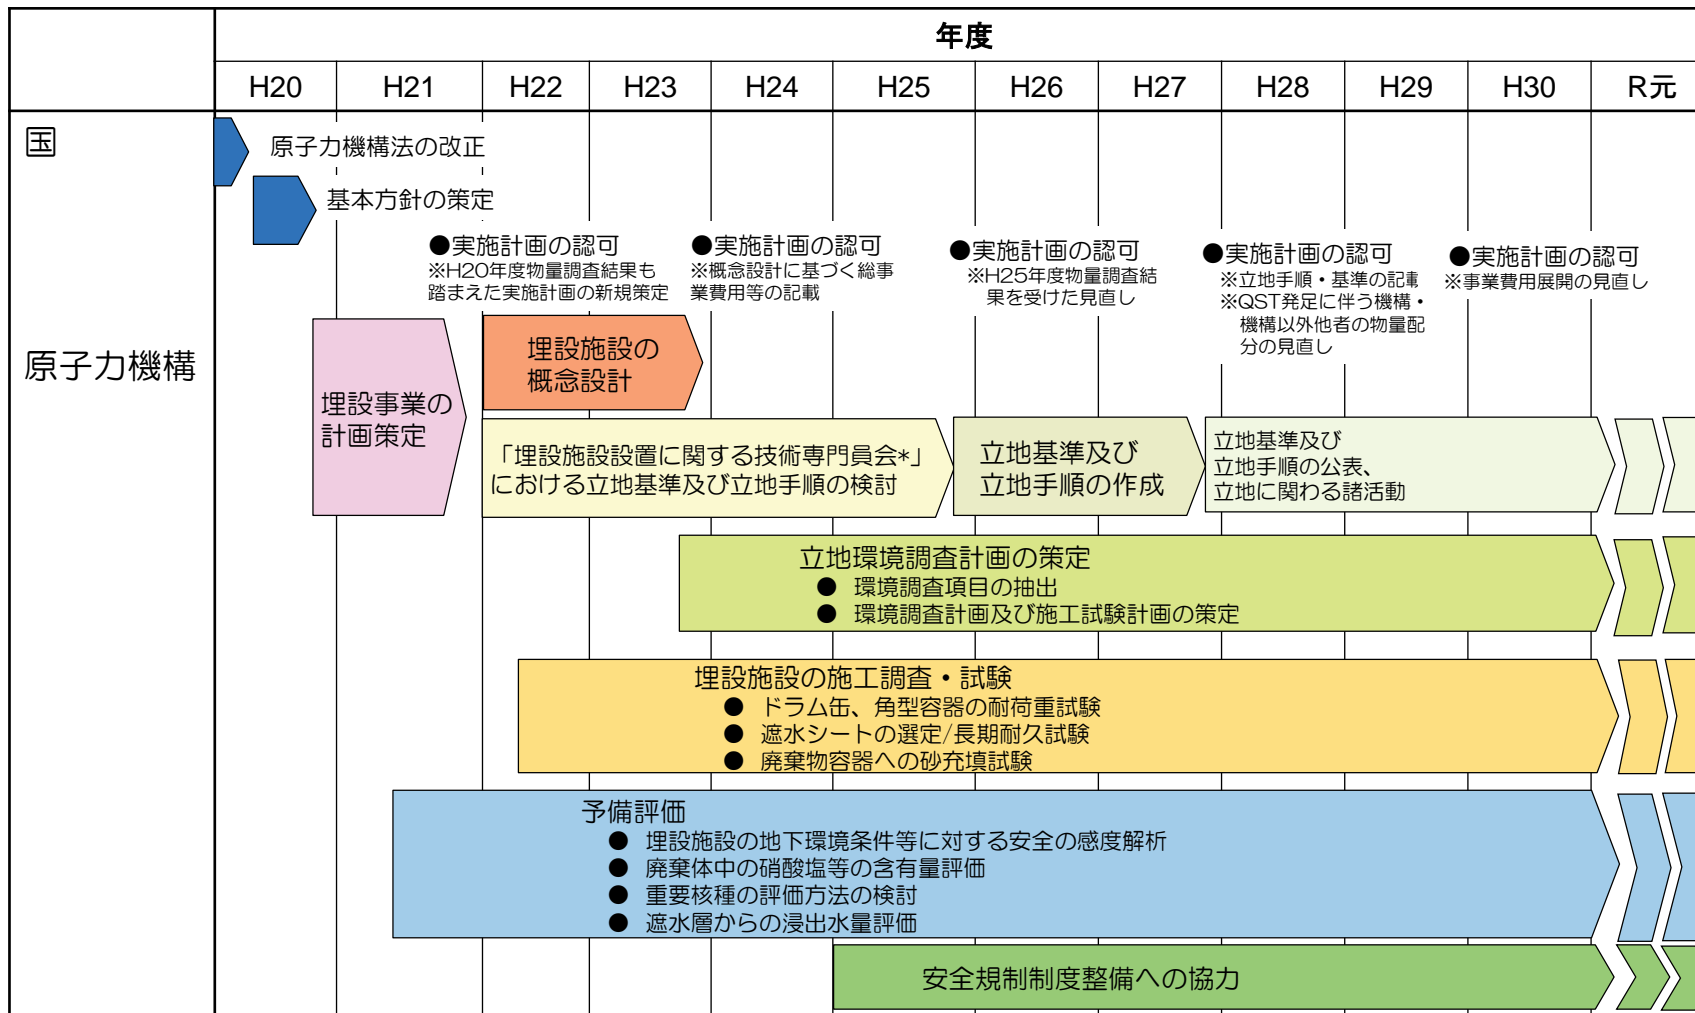 年度
H20 H21 H22 H23 H24 H25 H26 H27 H28 H29 H30 R元
国
原子力機構法の改正
基本方針の策定
●実施計画の認可
※H20年度物量調査結果も
踏まえた実施計画の新規策定
●実施計画の認可
※概念設計に基づく総事
業費用等の記載
●実施計画の認可
※H25年度物量調査結
果を受けた見直し
●実施計画の認可
※立地手順・基準の記載
※QST発足に伴う機構・
機構以外他者の物量配
分の見直し
●実施計画の認可
※事業費用展開の見直し
原子力機構
埋設事業の
計画策定
埋設施設の
概念設計
「埋設施設設置に関する技術専門員会*」
における立地基準及び立地手順の検討
立地基準及び
立地手順の作成
立地基準及び
立地手順の公表、
立地に関わる諸活動
立地環境調査計画の策定
● 環境調査項目の抽出
● 環境調査計画及び施工試験計画の策定
埋設施設の施工調査・試験
● ドラム缶、角型容器の耐荷重試験
● 遮水シートの選定/長期耐久試験
● 廃棄物容器への砂充填試験
予備評価
● 埋設施設の地下環境条件等に対する安全の感度解析
● 廃棄体中の硝酸塩等の含有量評価
● 重要核種の評価方法の検討
● 遮水層からの浸出水量評価
安全規制制度整備への協力